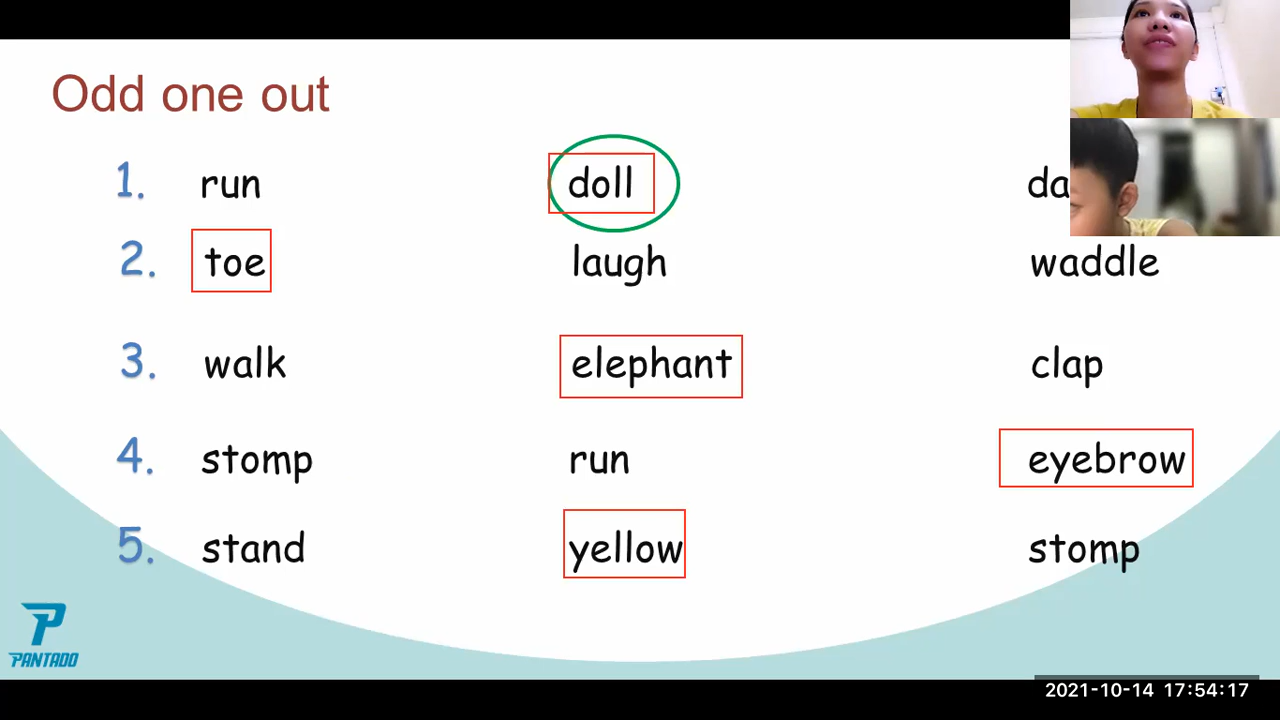 Odd one out
1. run doll
2. toe laugh waddle
3. walk elephant clap
4. stomp run eyebrow
5. stand yellow stomp
PANTADO
2021-10-14 17:54:17